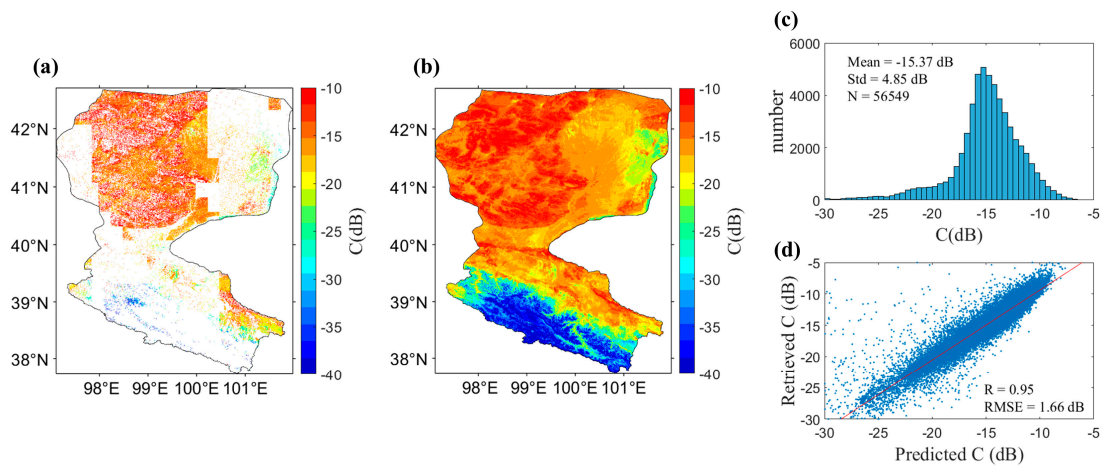 (a)
42°N
41°N
40°N
39°N
38°N
98°E 99°E 100°E 101°E
-10
-15
-20
-25
-30
-35
-40
C(dB)
(b)
42°N
41°N
40°N
39°N
38°N
98°E 99°E 100°E 101°E
-10
-15
-20
-25
-30
-35
-40
C(dB)
(c)
6000
4000
2000
0
number
Mean = -15.37 dB
Std = 4.85 dB
N = 56549
-30 -25 -20 -15 -10 -5
C(dB)
(d)
-5
-10
-15
-20
-25
-30
Retrieved C (dB)
R = 0.95
RMSE = 1.66 dB
-30 -25 -20 -15 -10 -5
Predicted C (dB)